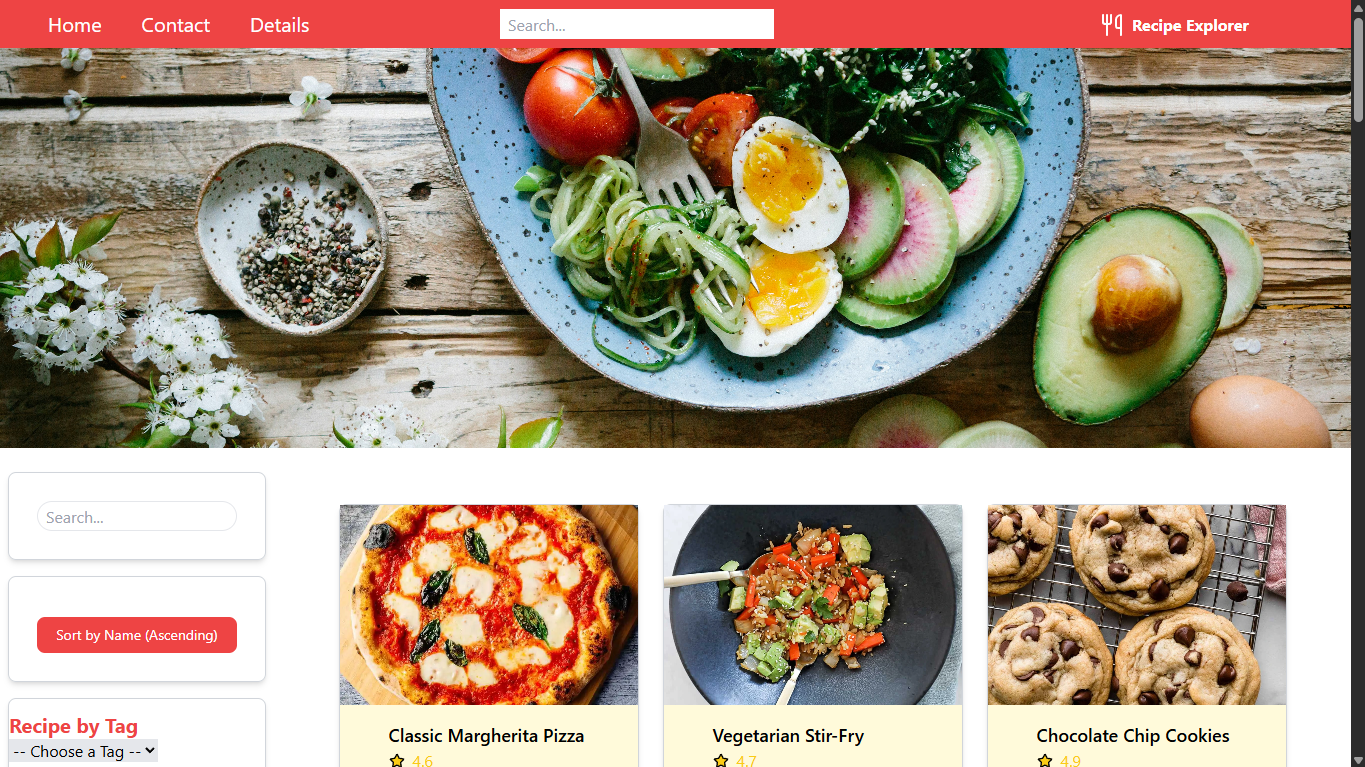 Home Contact Details Search... Recipe Explorer
Search...
Sort by Name (Ascending)
Recipe by Tag
-- Choose a Tag --
Classic Margherita Pizza
4.6
Vegetarian Stir-Fry
4.7
Chocolate Chip Cookies
4.9